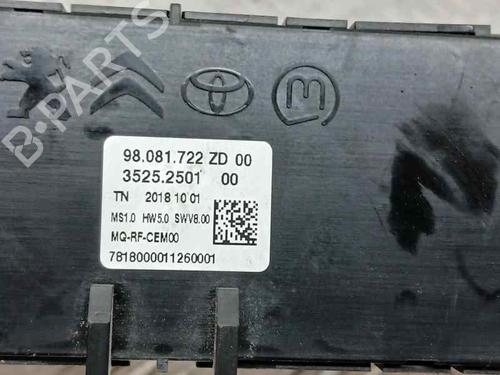 B-PARTS
M
98.081.722 ZD 00
3525.2501 00
TN 2018 10 01
MS1.0 HW5.0 SWV8.00
MQ-RF-CEM00
7818000011260001